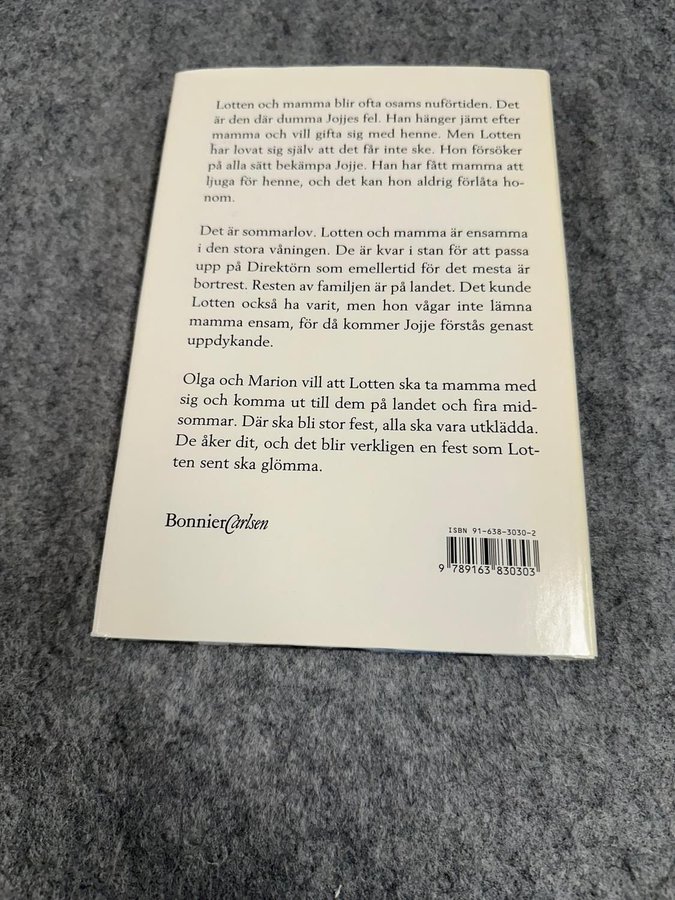 Lotten och mamma blir ofta osams nuförtiden. Det
är den där dumma Jojjes fel. Han hänger jämt efter
mamma och vill gifta sig med henne. Men Lotten
har lovat sig själv att det får inte ske. Hon försöker
på alla sätt bekämpa Jojje. Han har fått mamma att
ljuga för henne, och det kan hon aldrig förlåta ho-
nom.
Det är sommarlov. Lotten och mamma är ensamma
i den stora våningen. De är kvar i stan för att passa
upp på Direktörn som emellertid för det mesta är
bortrest. Resten av familjen är på landet. Det kunde
Lotten också ha varit, men hon vågar inte lämna
mamma ensam, för då kommer Jojje förstås genast
uppdykande.
Olga och Marion vill att Lotten ska ta mamma med
sig och komma ut till dem på landet och fira mid-
sommar. Där ska bli stor fest, alla ska vara utklädda.
De åker dit, och det blir verkligen en fest som Lot-
ten sent ska glömma.
BonnierCarlsen
ISBN 91-638-3030-2
9 789163 830303